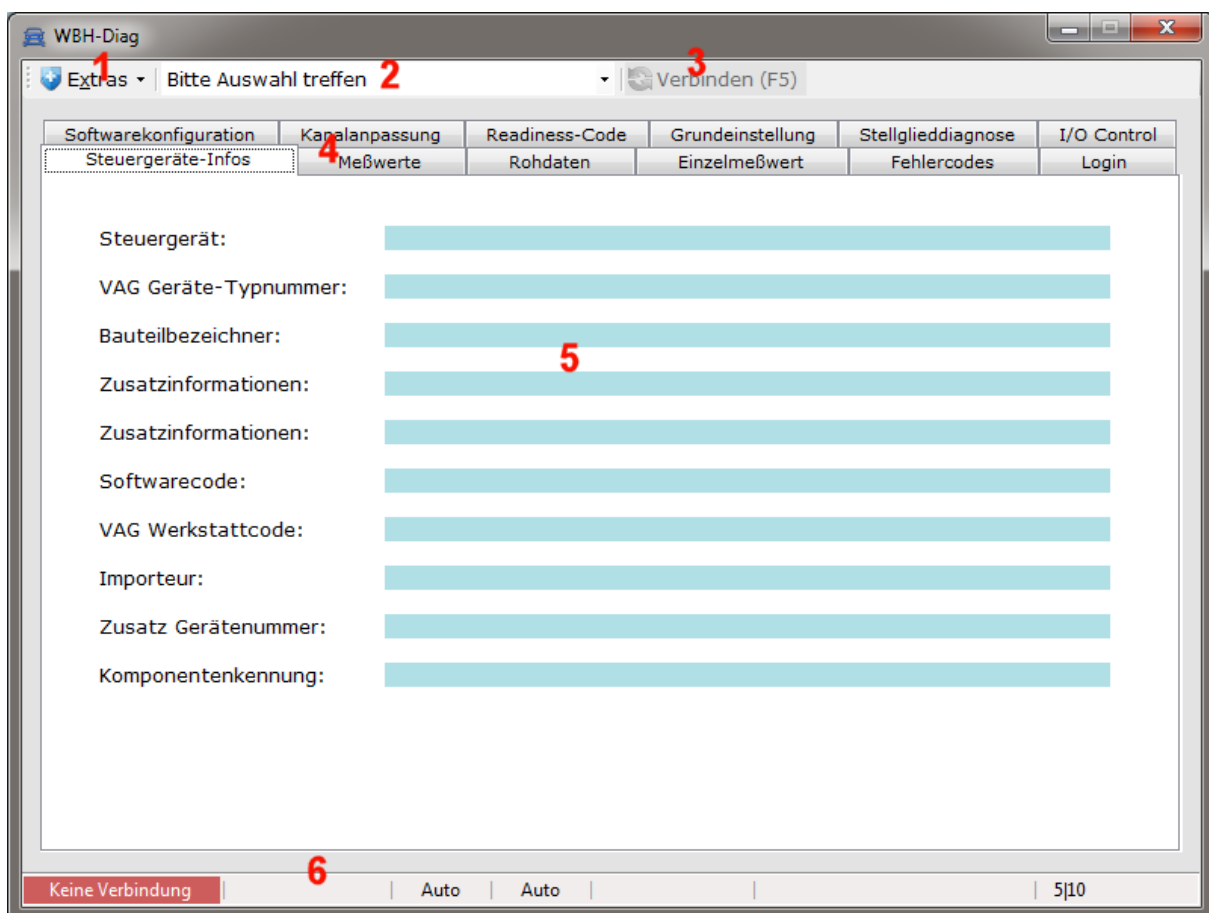 WBH-Diag
1 2 3
Extras Bitte Auswahl treffen Verbinden (F5)
Softwarekonfiguration Kanalanpassung Readiness-Code Grundeinstellung Stellglieddiagnose I/O Control
4
Steuergeräte-Infos Meßwerte Rohdaten Einzelmeßwert Fehlercodes Login
Steuergerät:
VAG Geräte-Typnummer:
Bauteilbezeichner:
5
Zusatzinformationen:
Zusatzinformationen:
Softwarecode:
VAG Werkstattcode:
Importeur:
Zusatz Gerätenummer:
Komponentenkennung:
6
Keine Verbindung | | Auto | Auto | | | 5|10